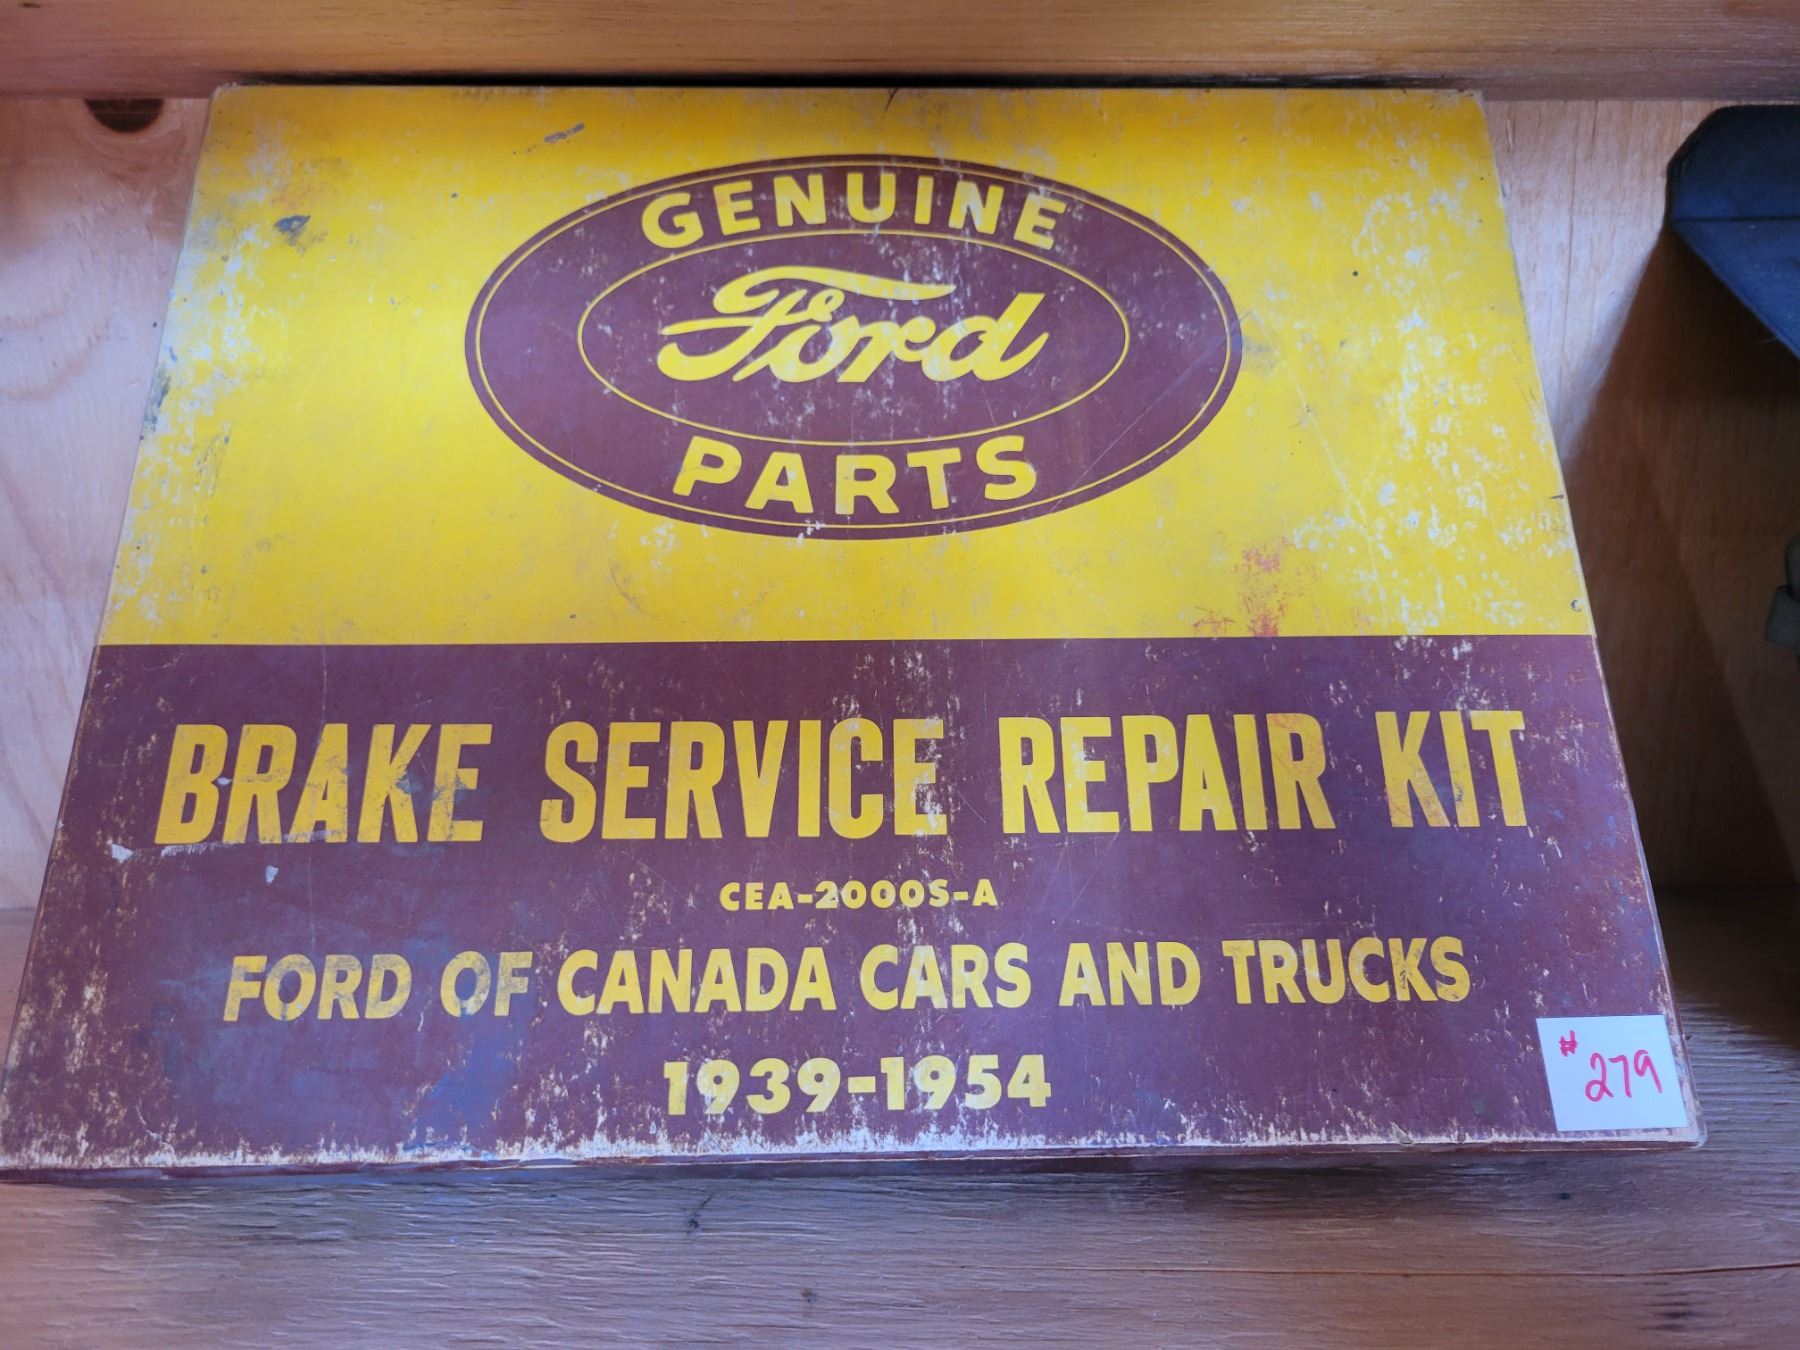 GENUINE
Ford
PARTS
BRAKE SERVICE REPAIR KIT
CEA-2000S-A
FORD OF CANADA CARS AND TRUCKS
1939-1954
# 279